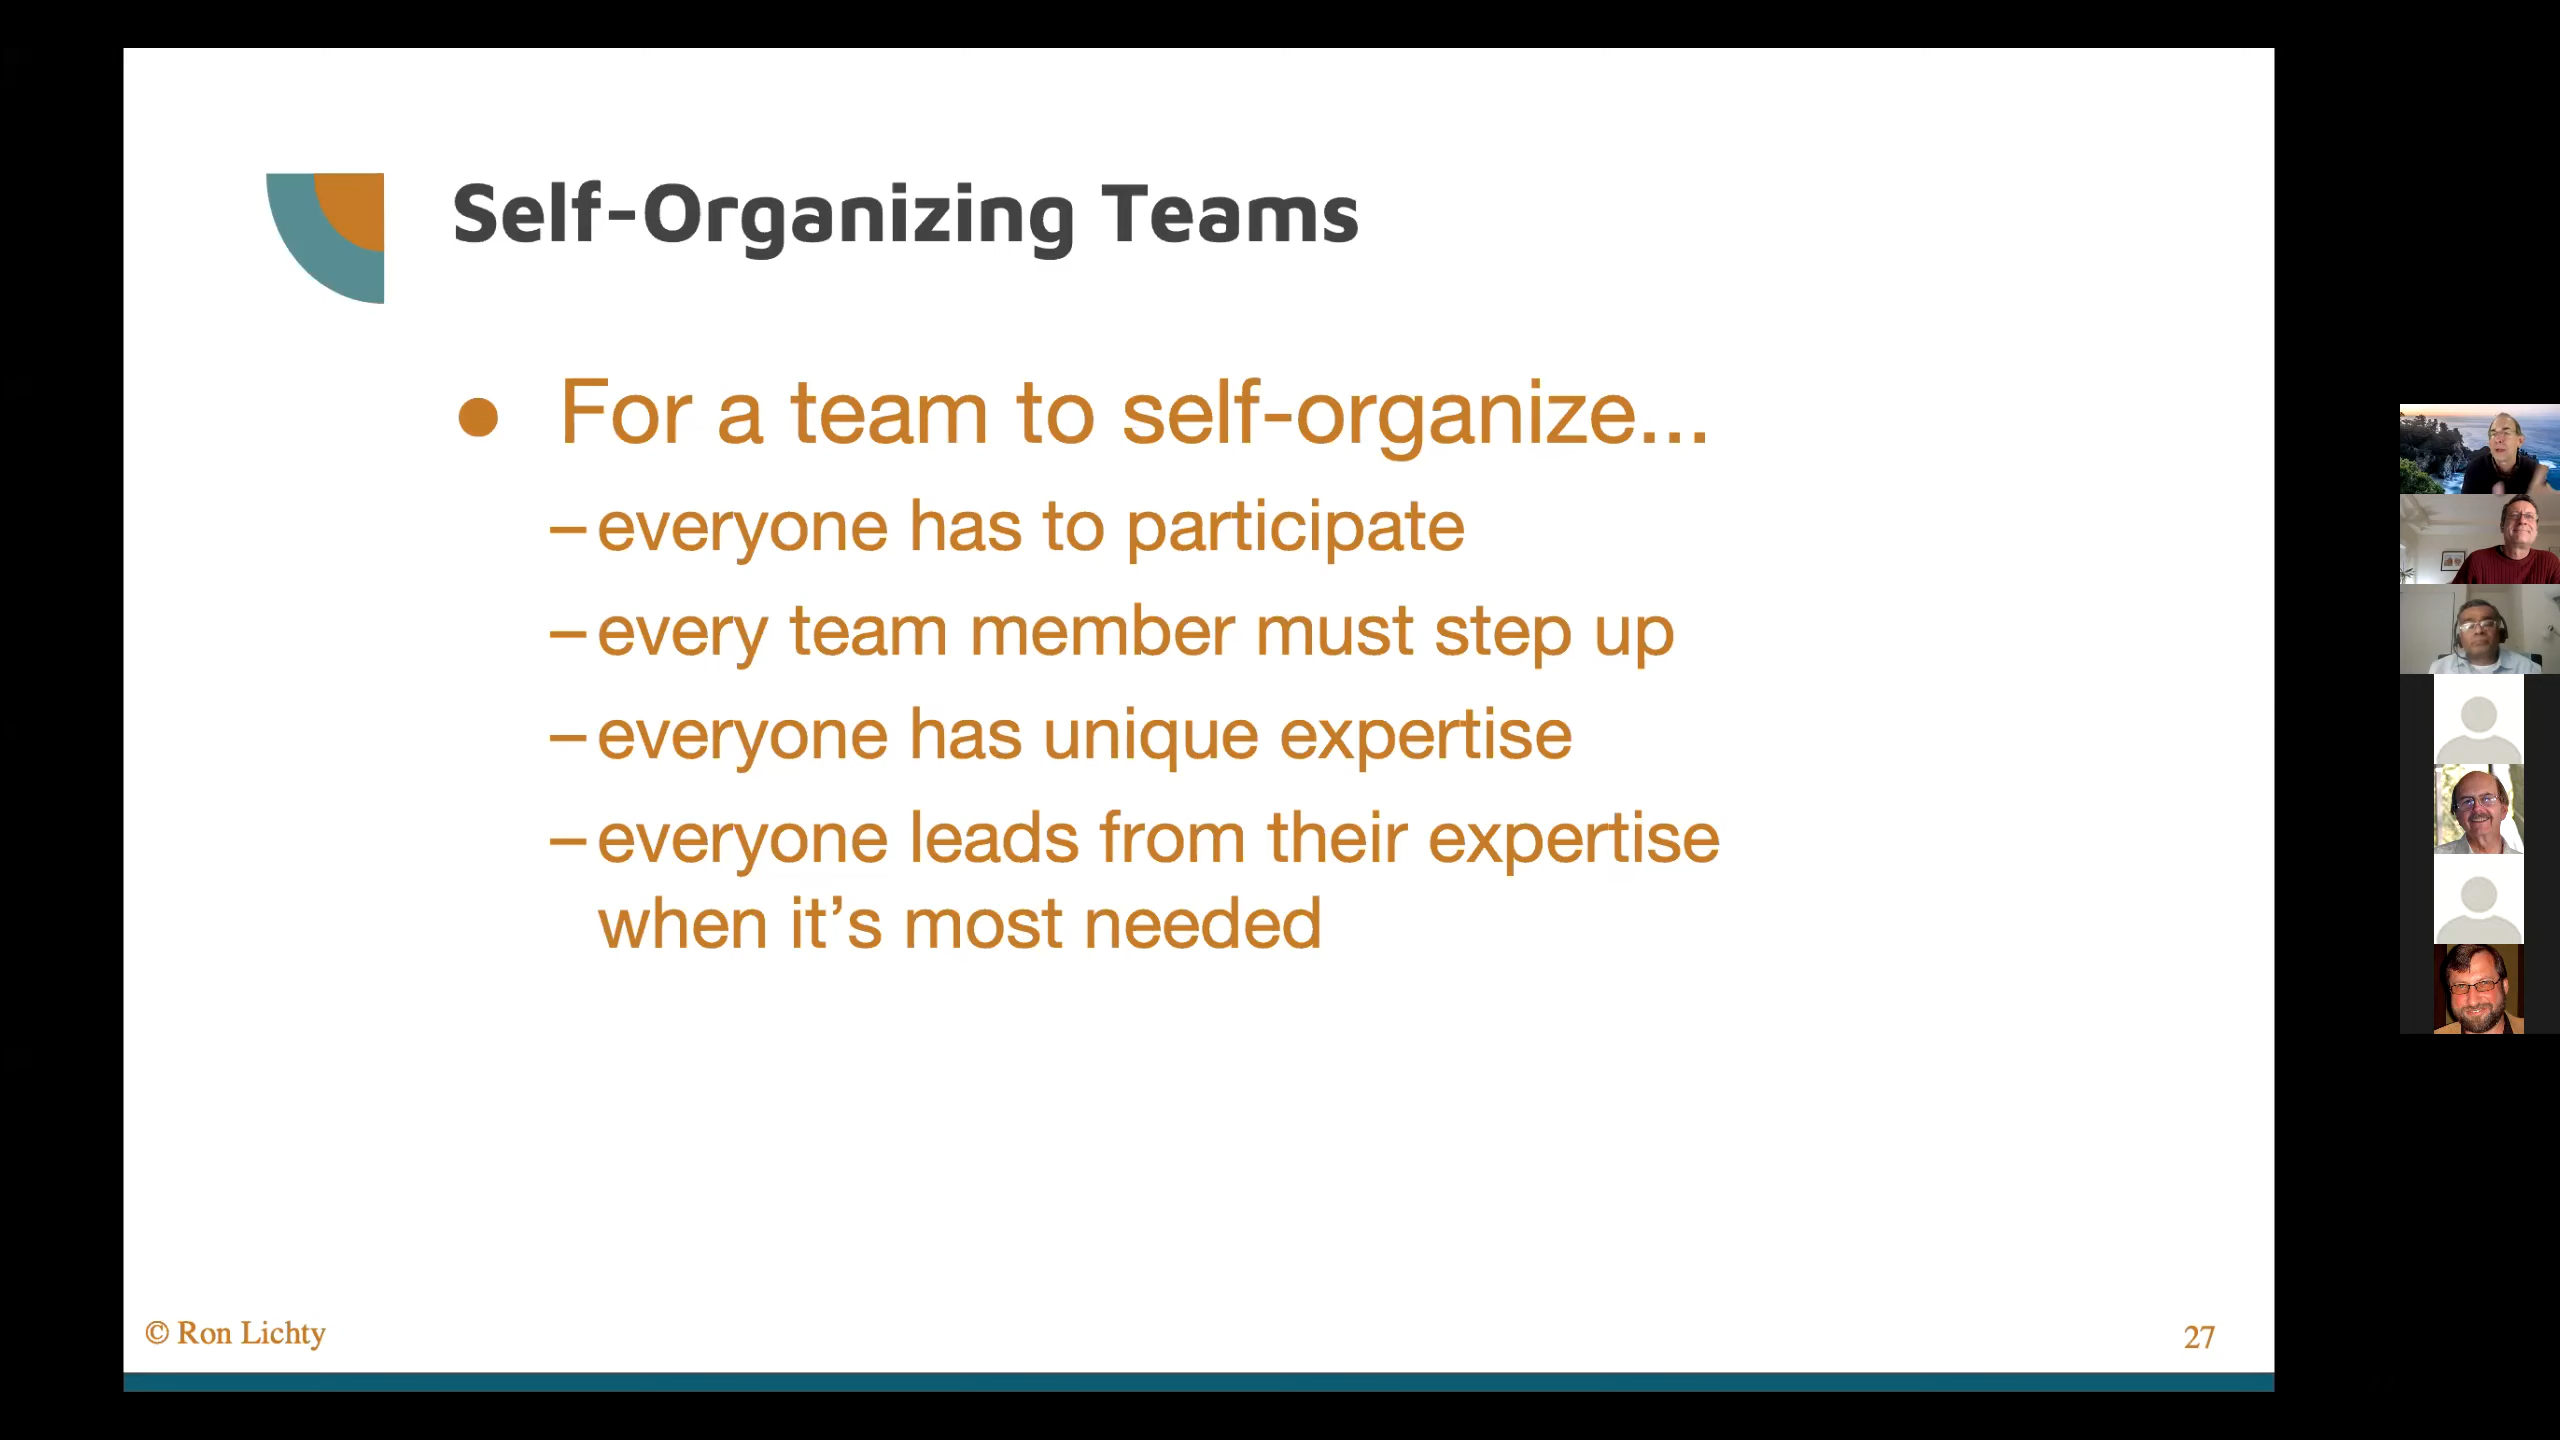 Self-Organizing Teams
● For a team to self-organize...
–everyone has to participate
–every team member must step up
–everyone has unique expertise
–everyone leads from their expertise
when it’s most needed
© Ron Lichty
27